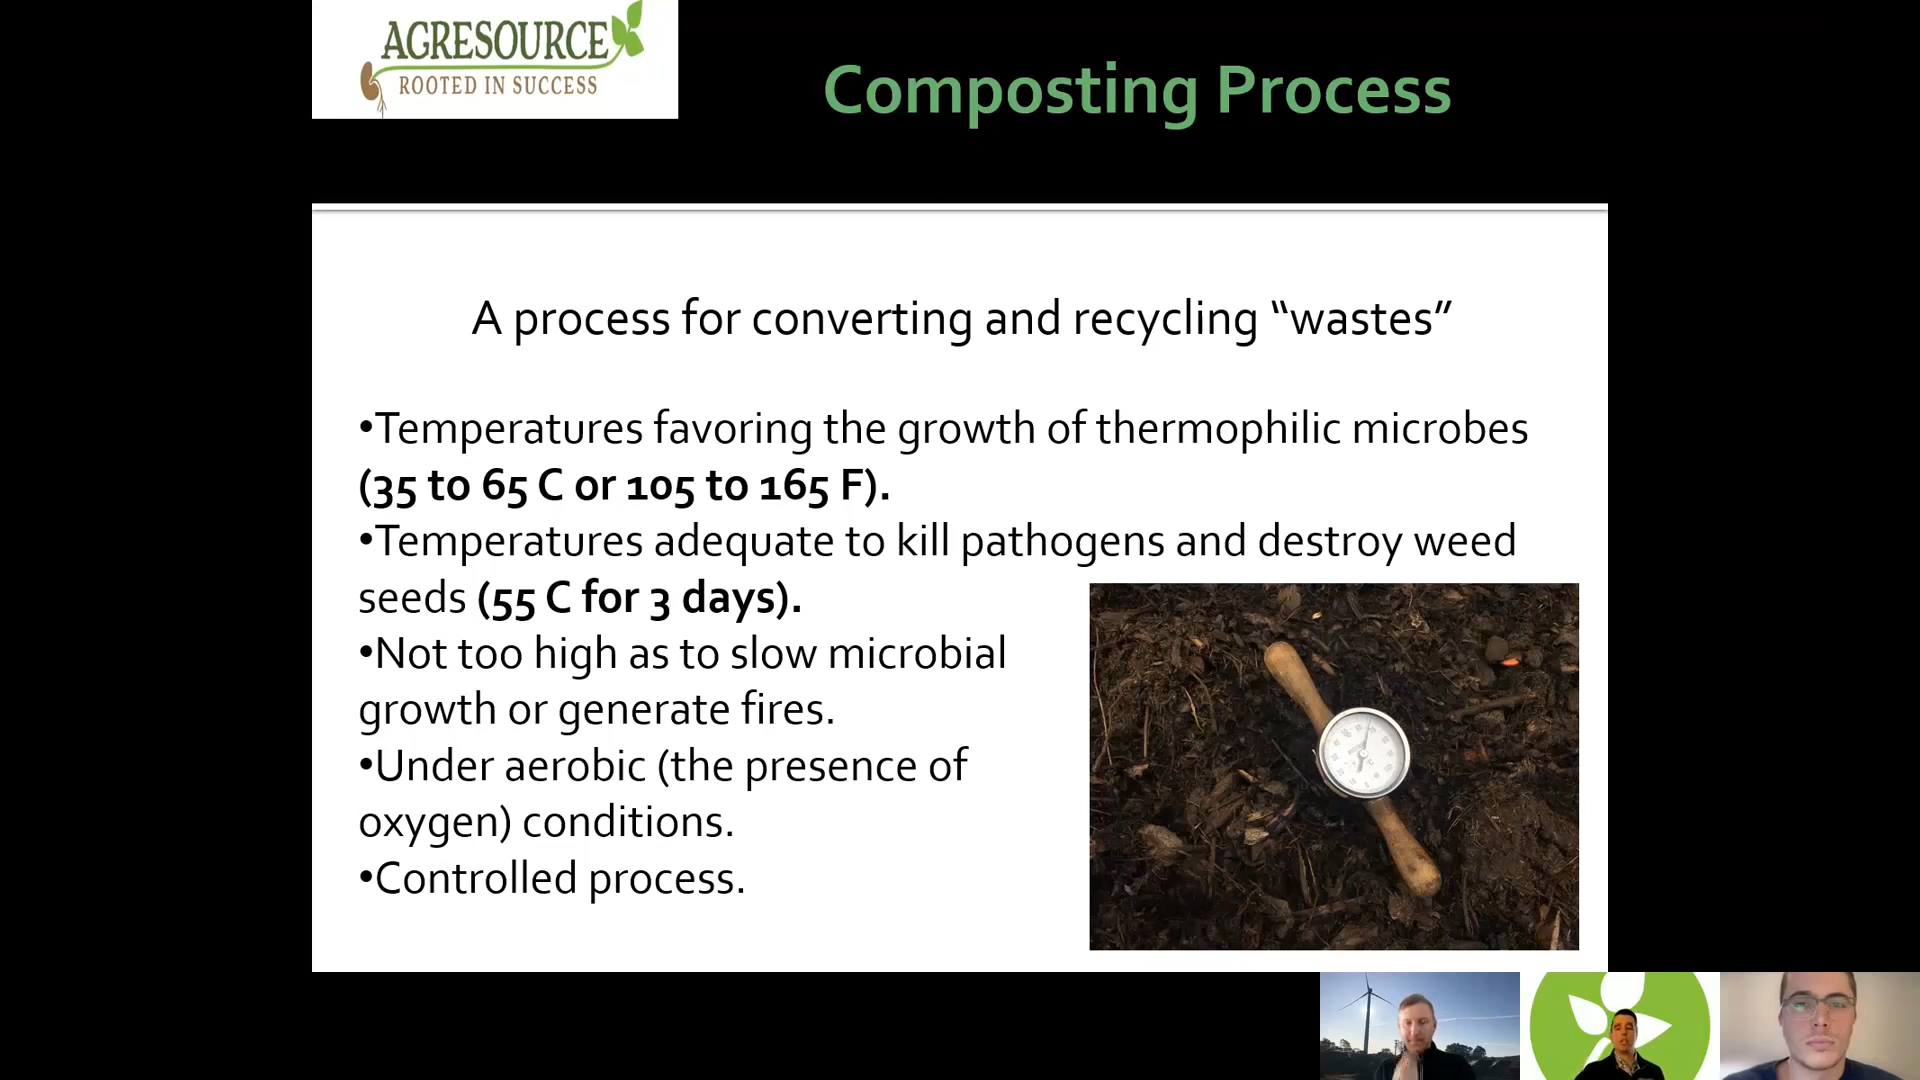 AGRESOURCE
ROOTED IN SUCCESS
Composting Process
A process for converting and recycling “wastes”
•Temperatures favoring the growth of thermophilic microbes
(35 to 65 C or 105 to 165 F).
•Temperatures adequate to kill pathogens and destroy weed
seeds (55 C for 3 days).
•Not too high as to slow microbial
growth or generate fires.
•Under aerobic (the presence of
oxygen) conditions.
•Controlled process.